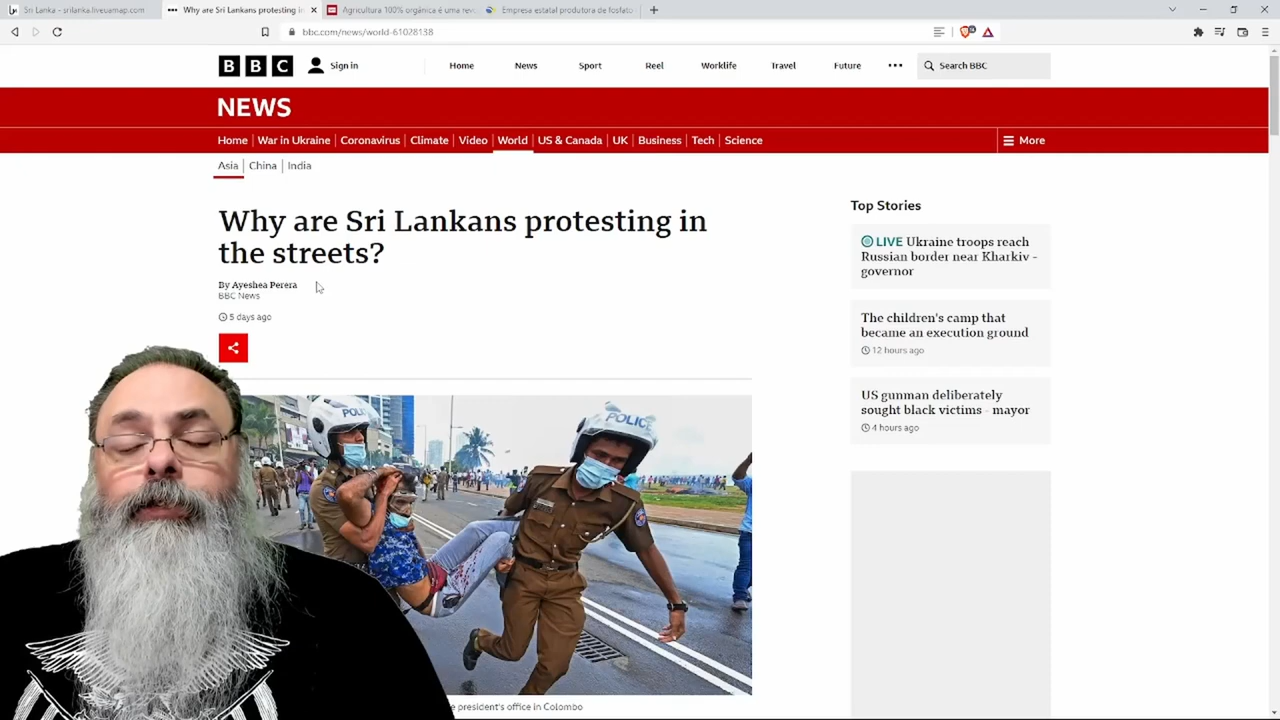 Sri Lanka - srilanka.liveuamap.com
Why are Sri Lankans protesting in
Agricultura 100% orgânica é uma revo
Empresa estatal produtora de fosfato
bbc.com/news/world-61028138
BBC
Sign in
Home
News
Sport
Reel
Worklife
Travel
Future
Search BBC
NEWS
Home
War in Ukraine
Coronavirus
Climate
Video
World
US & Canada
UK
Business
Tech
Science
More
Asia
China
India
Why are Sri Lankans protesting in
the streets?
By Ayeshea Perera
BBC News
5 days ago
POLICE
POLICE
e president's office in Colombo
Top Stories
LIVE Ukraine troops reach
Russian border near Kharkiv -
governor
The children's camp that
became an execution ground
12 hours ago
US gunman deliberately
sought black victims - mayor
4 hours ago